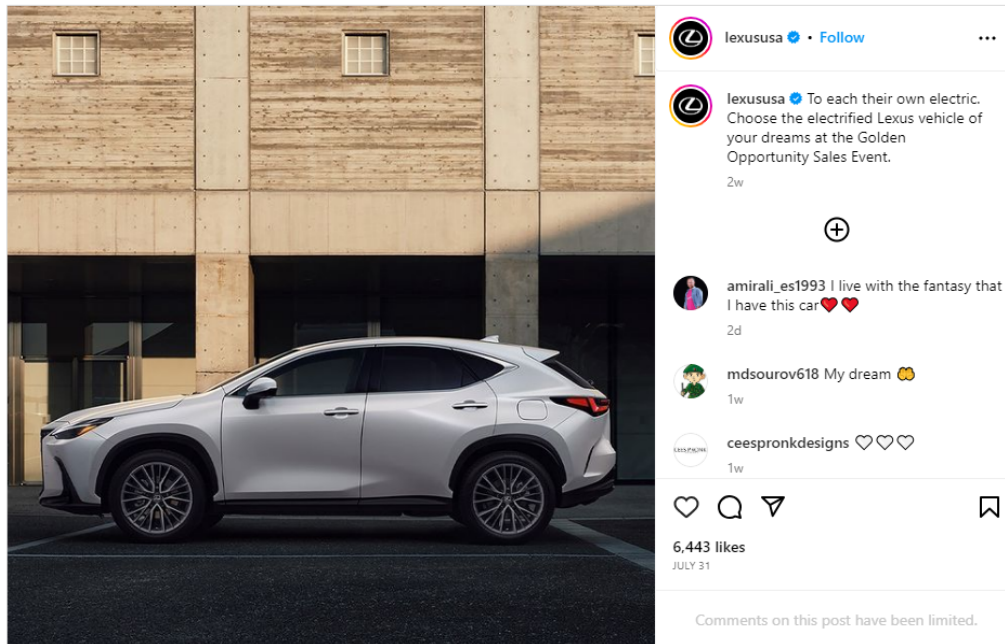 lexususa • Follow
lexususa To each their own electric.
Choose the electrified Lexus vehicle of
your dreams at the Golden
Opportunity Sales Event.
2w
amirali_es1993 I live with the fantasy that
I have this car❤️❤️
2d
mdsourov618 My dream 🤲
1w
ceespronkdesigns ♡♡♡
1w
6,443 likes
JULY 31
Comments on this post have been limited.